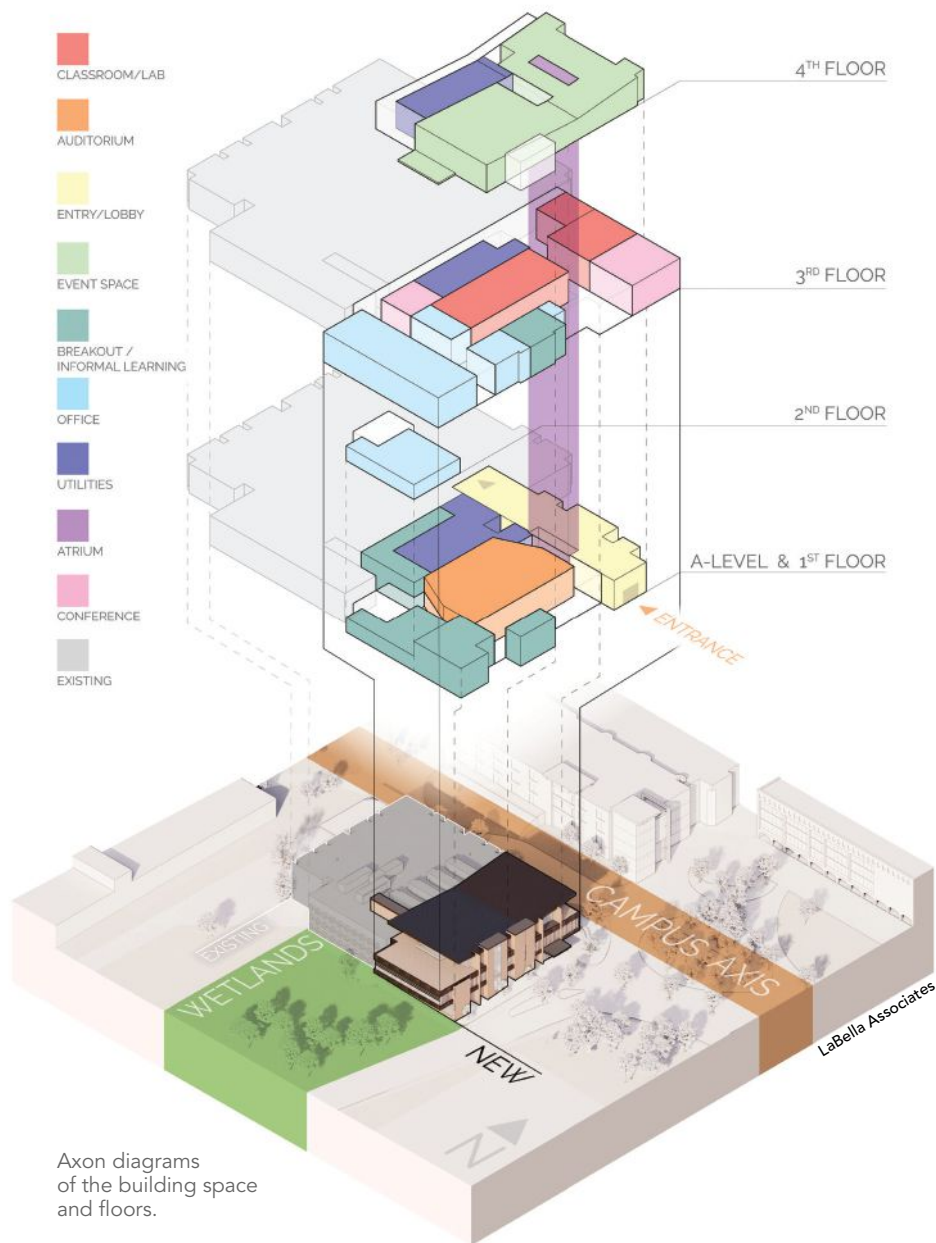 CLASSROOM/LAB
AUDITORIUM
ENTRY/LOBBY
EVENT SPACE
BREAKOUT /
INFORMAL LEARNING
OFFICE
UTILITIES
ATRIUM
CONFERENCE
EXISTING
4TH FLOOR
3RD FLOOR
2ND FLOOR
A-LEVEL & 1ST FLOOR
ENTRANCE
EXISTING
WETLANDS
CAMPUS AXIS
NEW
N
LaBella Associates
Axon diagrams
of the building space
and floors.